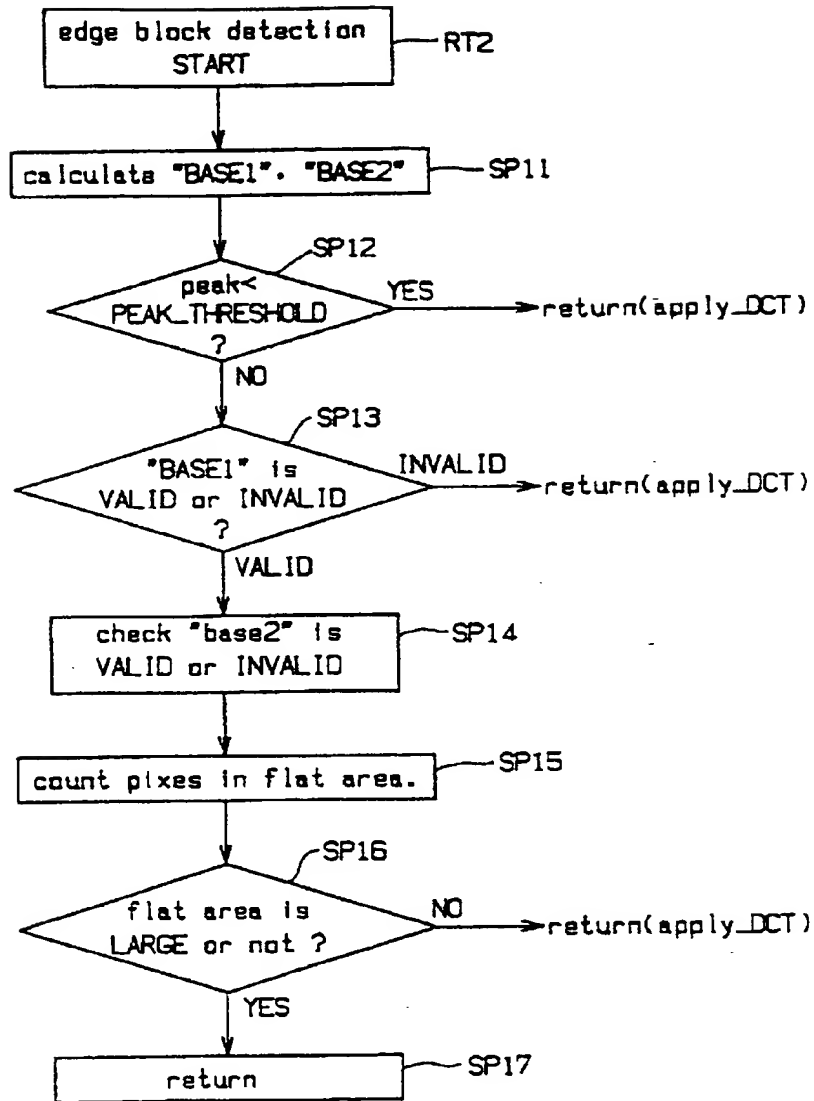 edge block detection
START
RT2
calculate "BASE1". "BASE2"
SP11
SP12
peak<
PEAK_THRESHOLD
?
YES
return(apply_DCT)
NO
SP13
"BASE1" is
VALID or INVALID
?
INVALID
return(apply_DCT)
VALID
check "base2" is
VALID or INVALID
SP14
count pixes in flat area.
SP15
SP16
flat area is
LARGE or not ?
NO
return(apply_DCT)
YES
return
SP17